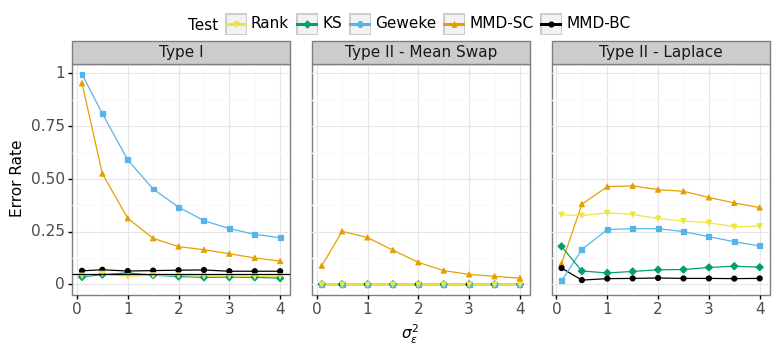 Test Rank KS Geweke MMD-SC MMD-BC
Type I Type II - Mean Swap Type II - Laplace
1
0.75
0.50
0.25
0
Error Rate
0 1 2 3 4 0 1 2 3 4 0 1 2 3 4
σ²ε